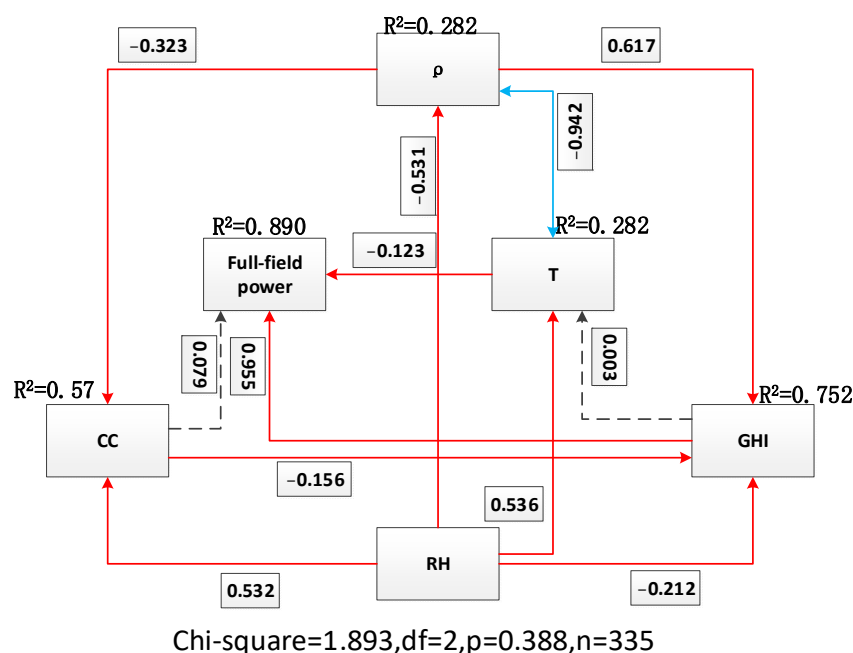 R²=0.282
−0.323
ρ
0.617
−0.942
−0.531
R²=0.890
R²=0.282
−0.123
Full-field
power
T
0.079
0.955
0.003
R²=0.57
R²=0.752
CC
GHI
−0.156
0.536
RH
0.532
−0.212
Chi-square=1.893,df=2,p=0.388,n=335